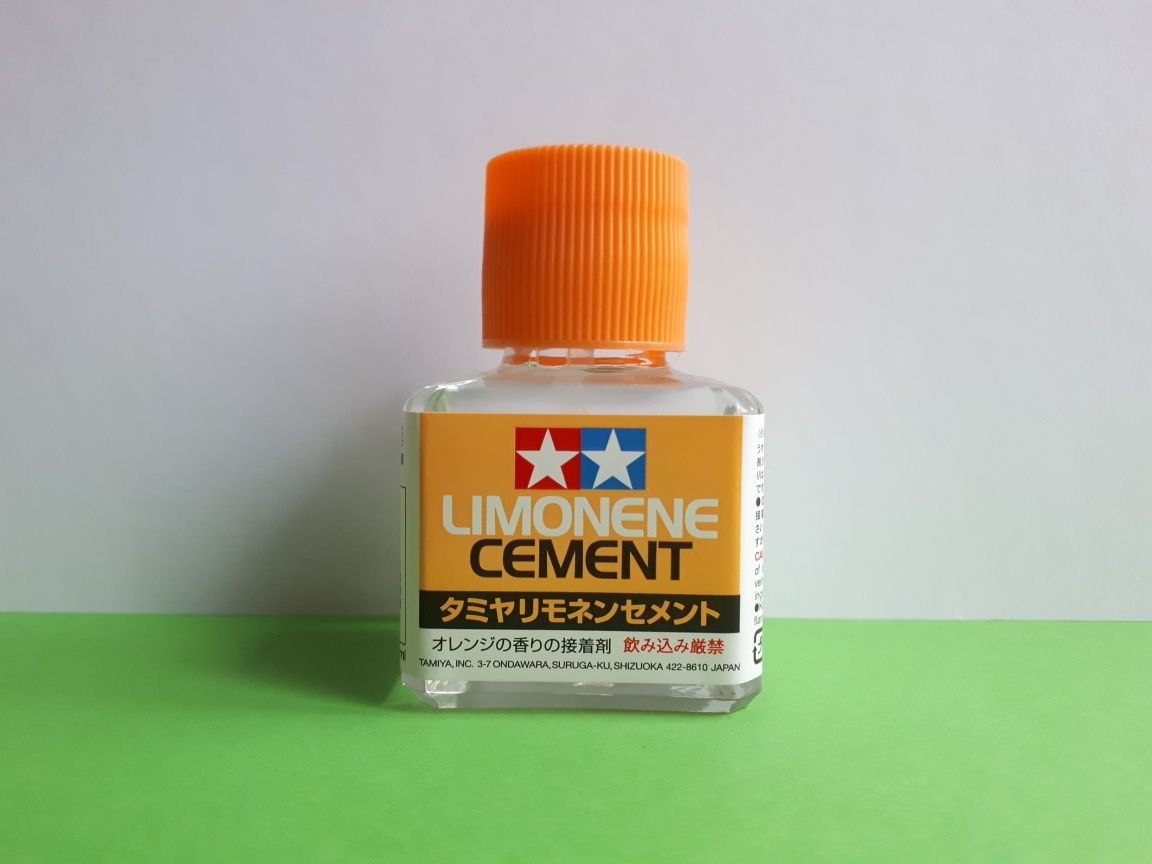 LIMONENE
CEMENT
タミヤリモネンセメント
オレンジの香りの接着剤 飲み込み厳禁
TAMIYA, INC. 3-7 ONDAWARA, SURUGA-KU, SHIZUOKA 422-8610 JAPAN